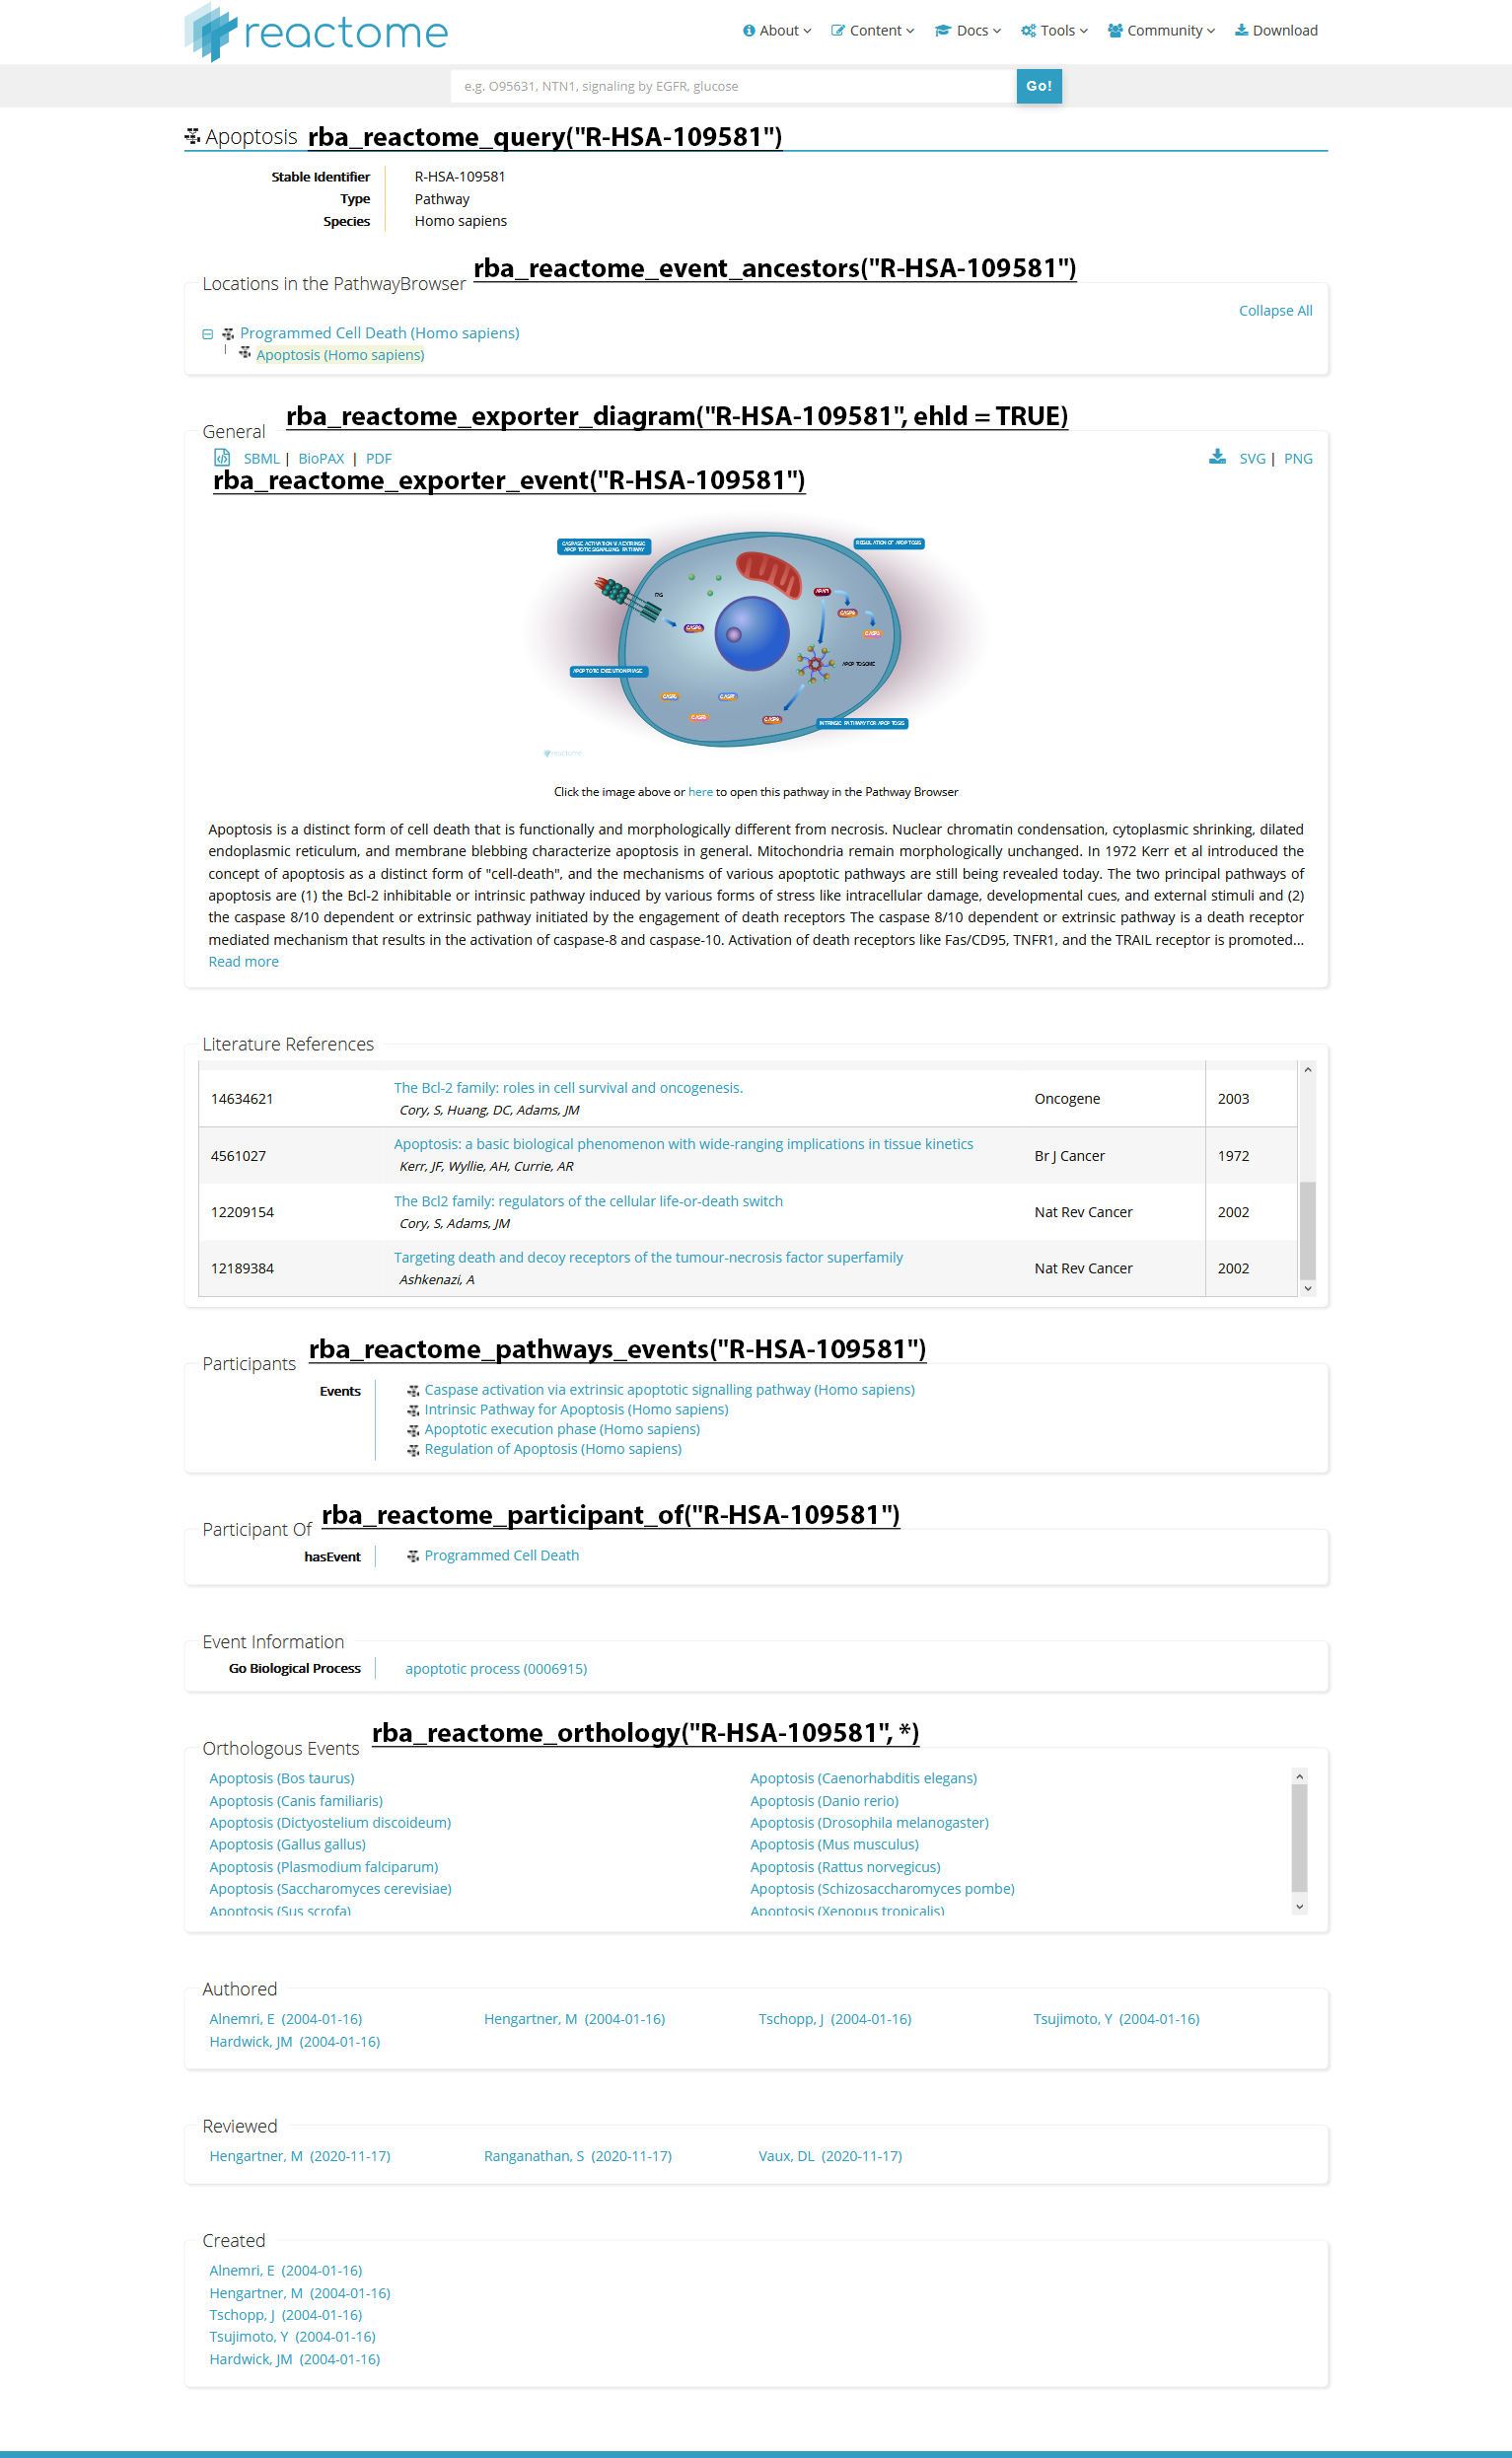 reactome
About
Content
Docs
Tools
Community
Download
e.g. O95631, NTN1, signaling by EGFR, glucose
Go!
Apoptosis rba_reactome_query("R-HSA-109581")
Stable Identifier R-HSA-109581
Type Pathway
Species Homo sapiens
rba_reactome_event_ancestors("R-HSA-109581")
Locations in the PathwayBrowser
Collapse All
Programmed Cell Death (Homo sapiens)
Apoptosis (Homo sapiens)
rba_reactome_exporter_diagram("R-HSA-109581", ehld = TRUE)
General
SBML | BioPAX | PDF
SVG | PNG
rba_reactome_exporter_event("R-HSA-109581")
CASPASE ACTIVATION VIA EXTRINSIC
APOPTOTIC SIGNALLING PATHWAY
REGULATION OF APOPTOSIS
APOPTOTIC EXECUTION PHASE
APOPTOSOME
INTRINSIC PATHWAY FOR APOPTOSIS
reactome
Click the image above or here to open this pathway in the Pathway Browser
Apoptosis is a distinct form of cell death that is functionally and morphologically different from necrosis. Nuclear chromatin condensation, cytoplasmic shrinking, dilated
endoplasmic reticulum, and membrane blebbing characterize apoptosis in general. Mitochondria remain morphologically unchanged. In 1972 Kerr et al introduced the
concept of apoptosis as a distinct form of "cell-death", and the mechanisms of various apoptotic pathways are still being revealed today. The two principal pathways of
apoptosis are (1) the Bcl-2 inhibitable or intrinsic pathway induced by various forms of stress like intracellular damage, developmental cues, and external stimuli and (2)
the caspase 8/10 dependent or extrinsic pathway initiated by the engagement of death receptors The caspase 8/10 dependent or extrinsic pathway is a death receptor
mediated mechanism that results in the activation of caspase-8 and caspase-10. Activation of death receptors like Fas/CD95, TNFR1, and the TRAIL receptor is promoted...
Read more
Literature References
14634621 The Bcl-2 family: roles in cell survival and oncogenesis. Oncogene 2003
Cory, S, Huang, DC, Adams, JM
4561027 Apoptosis: a basic biological phenomenon with wide-ranging implications in tissue kinetics Br J Cancer 1972
Kerr, JF, Wyllie, AH, Currie, AR
12209154 The Bcl2 family: regulators of the cellular life-or-death switch Nat Rev Cancer 2002
Cory, S, Adams, JM
12189384 Targeting death and decoy receptors of the tumour-necrosis factor superfamily Nat Rev Cancer 2002
Ashkenazi, A
rba_reactome_pathways_events("R-HSA-109581")
Participants
Events Caspase activation via extrinsic apoptotic signalling pathway (Homo sapiens)
Intrinsic Pathway for Apoptosis (Homo sapiens)
Apoptotic execution phase (Homo sapiens)
Regulation of Apoptosis (Homo sapiens)
rba_reactome_participant_of("R-HSA-109581")
Participant Of
hasEvent Programmed Cell Death
Event Information
Go Biological Process apoptotic process (0006915)
rba_reactome_orthology("R-HSA-109581", *)
Orthologous Events
Apoptosis (Bos taurus) Apoptosis (Caenorhabditis elegans)
Apoptosis (Canis familiaris) Apoptosis (Danio rerio)
Apoptosis (Dictyostelium discoideum) Apoptosis (Drosophila melanogaster)
Apoptosis (Gallus gallus) Apoptosis (Mus musculus)
Apoptosis (Plasmodium falciparum) Apoptosis (Rattus norvegicus)
Apoptosis (Saccharomyces cerevisiae) Apoptosis (Schizosaccharomyces pombe)
Apoptosis (Sus scrofa) Apoptosis (Xenopus tropicalis)
Authored
Alnemri, E (2004-01-16) Hengartner, M (2004-01-16) Tschopp, J (2004-01-16) Tsujimoto, Y (2004-01-16)
Hardwick, JM (2004-01-16)
Reviewed
Hengartner, M (2020-11-17) Ranganathan, S (2020-11-17) Vaux, DL (2020-11-17)
Created
Alnemri, E (2004-01-16)
Hengartner, M (2004-01-16)
Tschopp, J (2004-01-16)
Tsujimoto, Y (2004-01-16)
Hardwick, JM (2004-01-16)